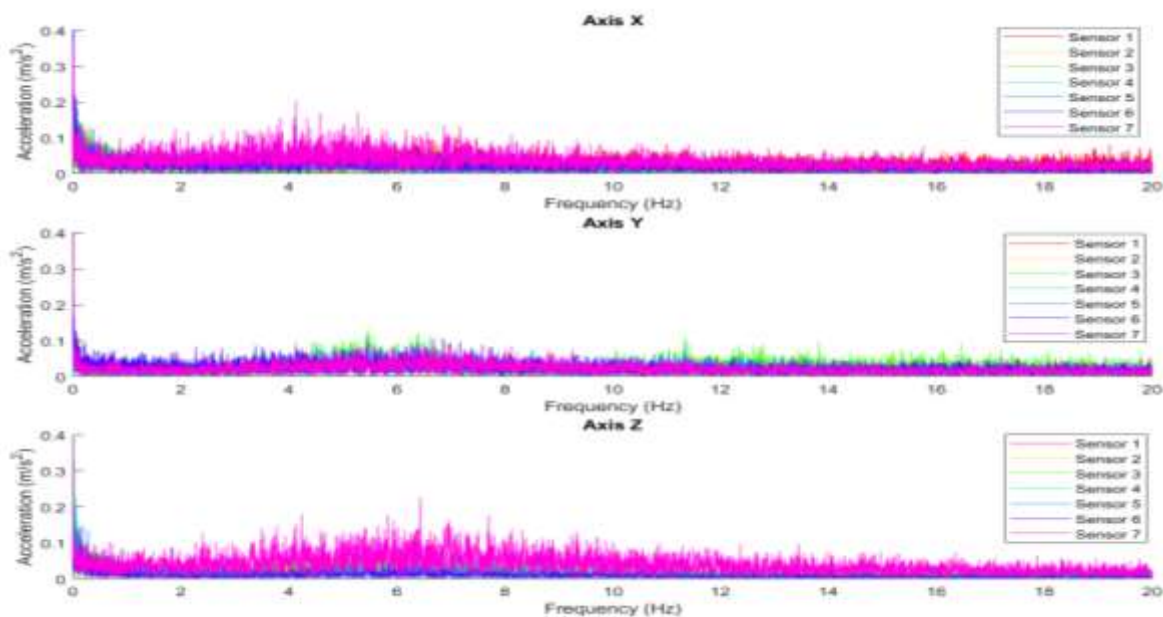 Axis X
Acceleration (m/s²)
0.4
0.3
0.2
0.1
0
0 2 4 6 8 10 12 14 16 18 20
Frequency (Hz)
Sensor 1
Sensor 2
Sensor 3
Sensor 4
Sensor 5
Sensor 6
Sensor 7
Axis Y
Acceleration (m/s²)
0.4
0.3
0.2
0.1
0
0 2 4 6 8 10 12 14 16 18 20
Frequency (Hz)
Sensor 1
Sensor 2
Sensor 3
Sensor 4
Sensor 5
Sensor 6
Sensor 7
Axis Z
Acceleration (m/s²)
0.4
0.3
0.2
0.1
0
0 2 4 6 8 10 12 14 16 18 20
Frequency (Hz)
Sensor 1
Sensor 2
Sensor 3
Sensor 4
Sensor 5
Sensor 6
Sensor 7